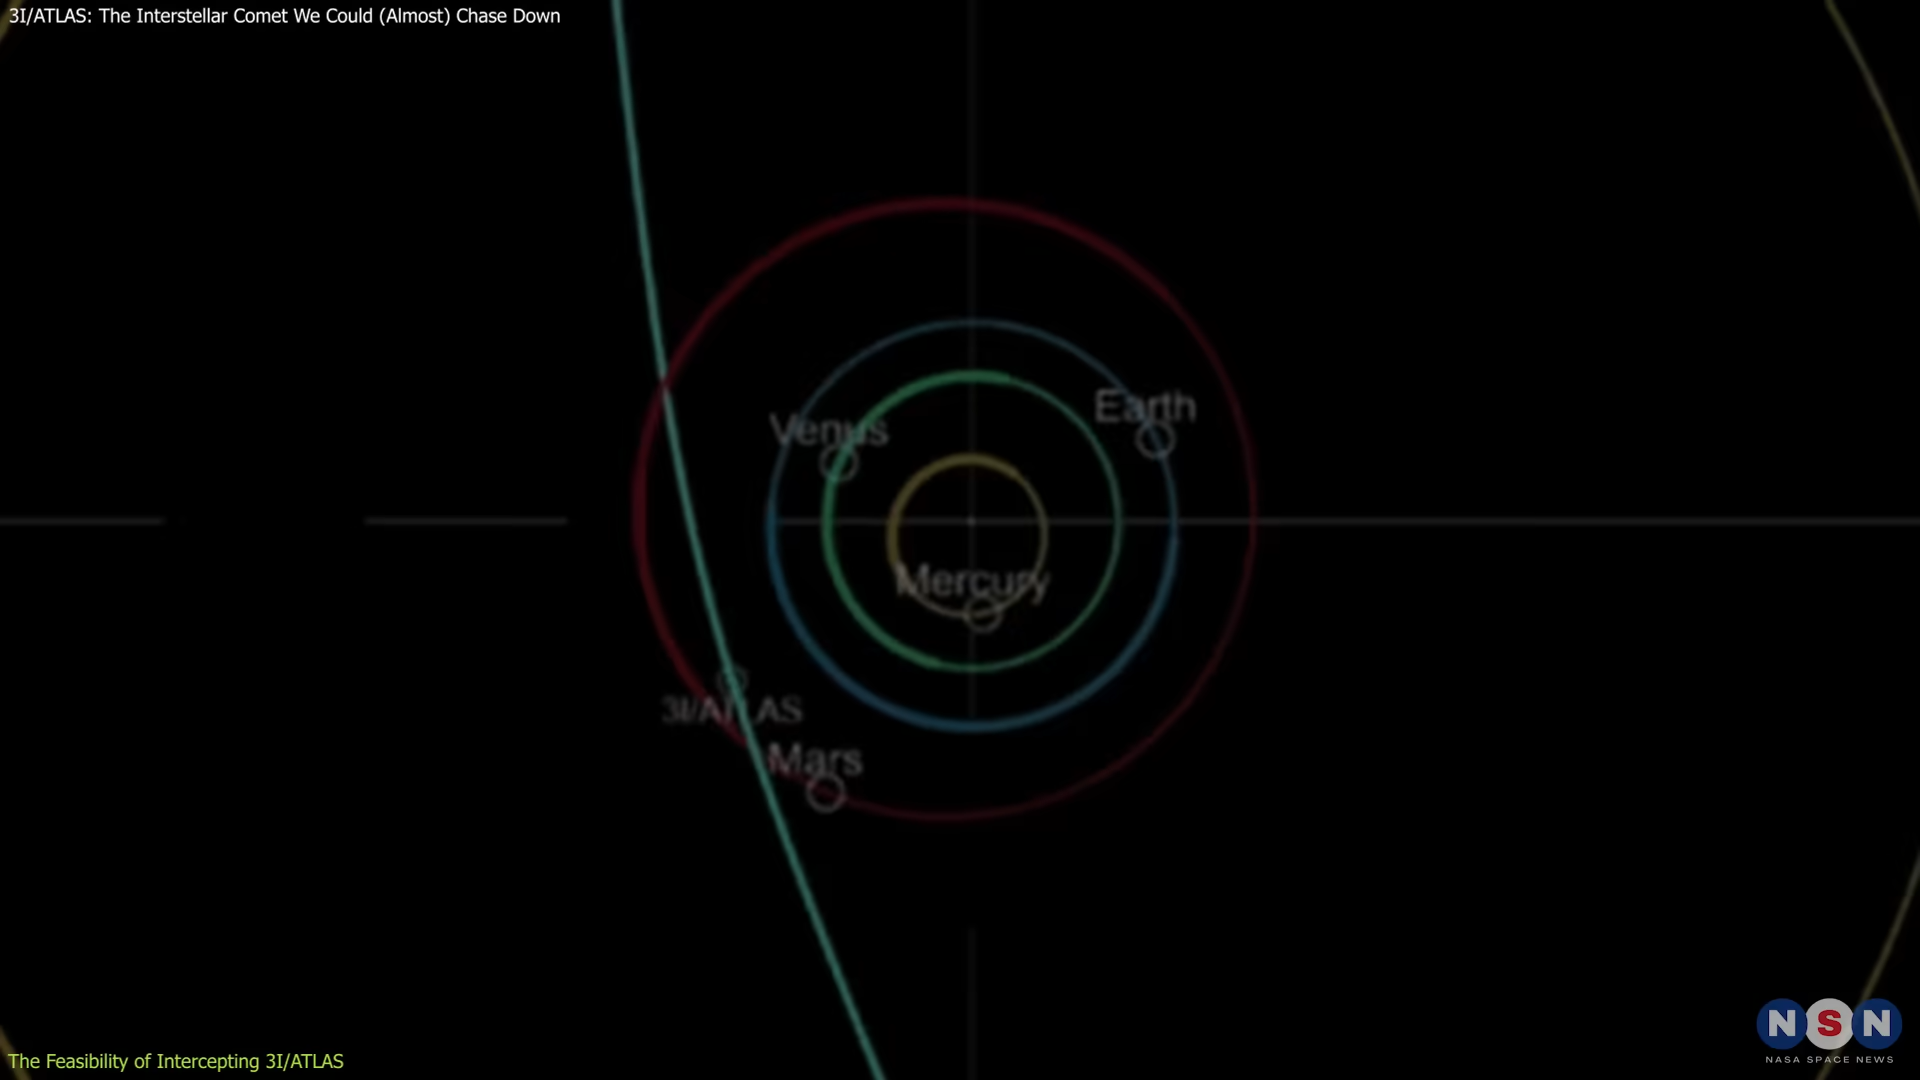 3I/ATLAS: The Interstellar Comet We Could (Almost) Chase Down
Earth
Venus
Mercury
3I/ATLAS
Mars
NSN
NASA SPACE NEWS
The Feasibility of Intercepting 3I/ATLAS